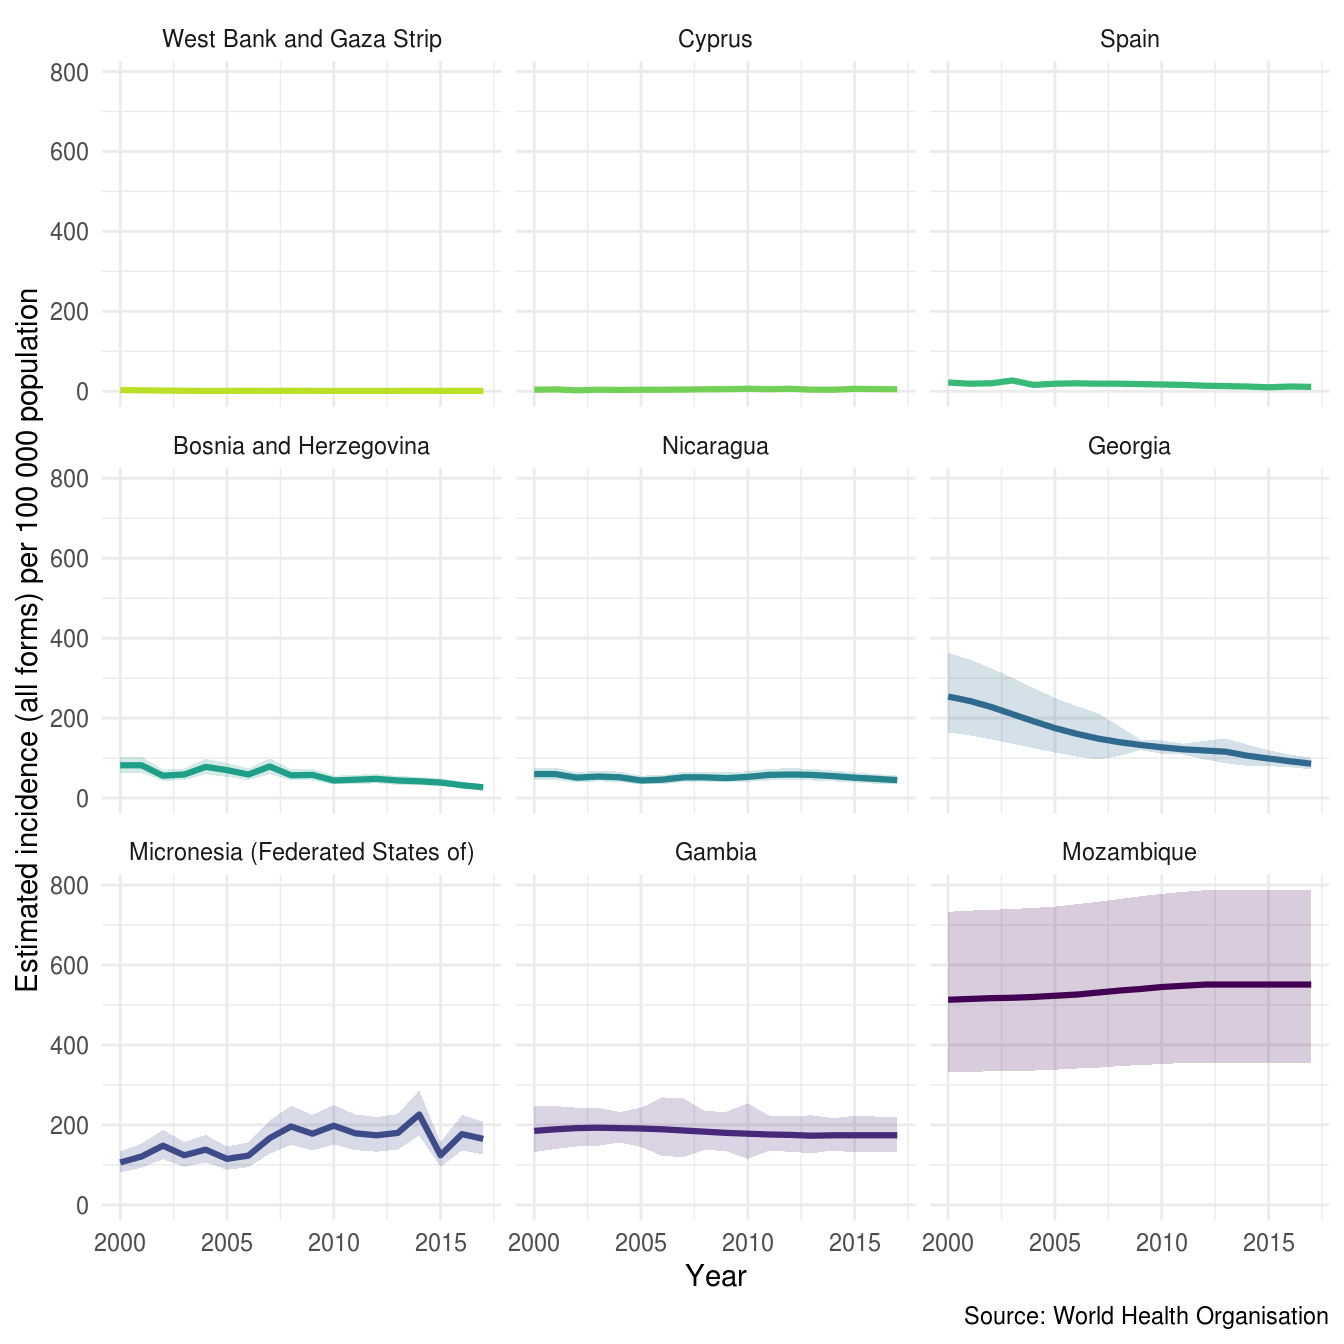 West Bank and Gaza Strip
Cyprus
Spain
800
600
400
200
0
Bosnia and Herzegovina
Nicaragua
Georgia
800
600
400
200
0
Micronesia (Federated States of)
Gambia
Mozambique
800
600
400
200
0
2000 2005 2010 2015 2000 2005 2010 2015 2000 2005 2010 2015
Estimated incidence (all forms) per 100 000 population
Year
Source: World Health Organisation